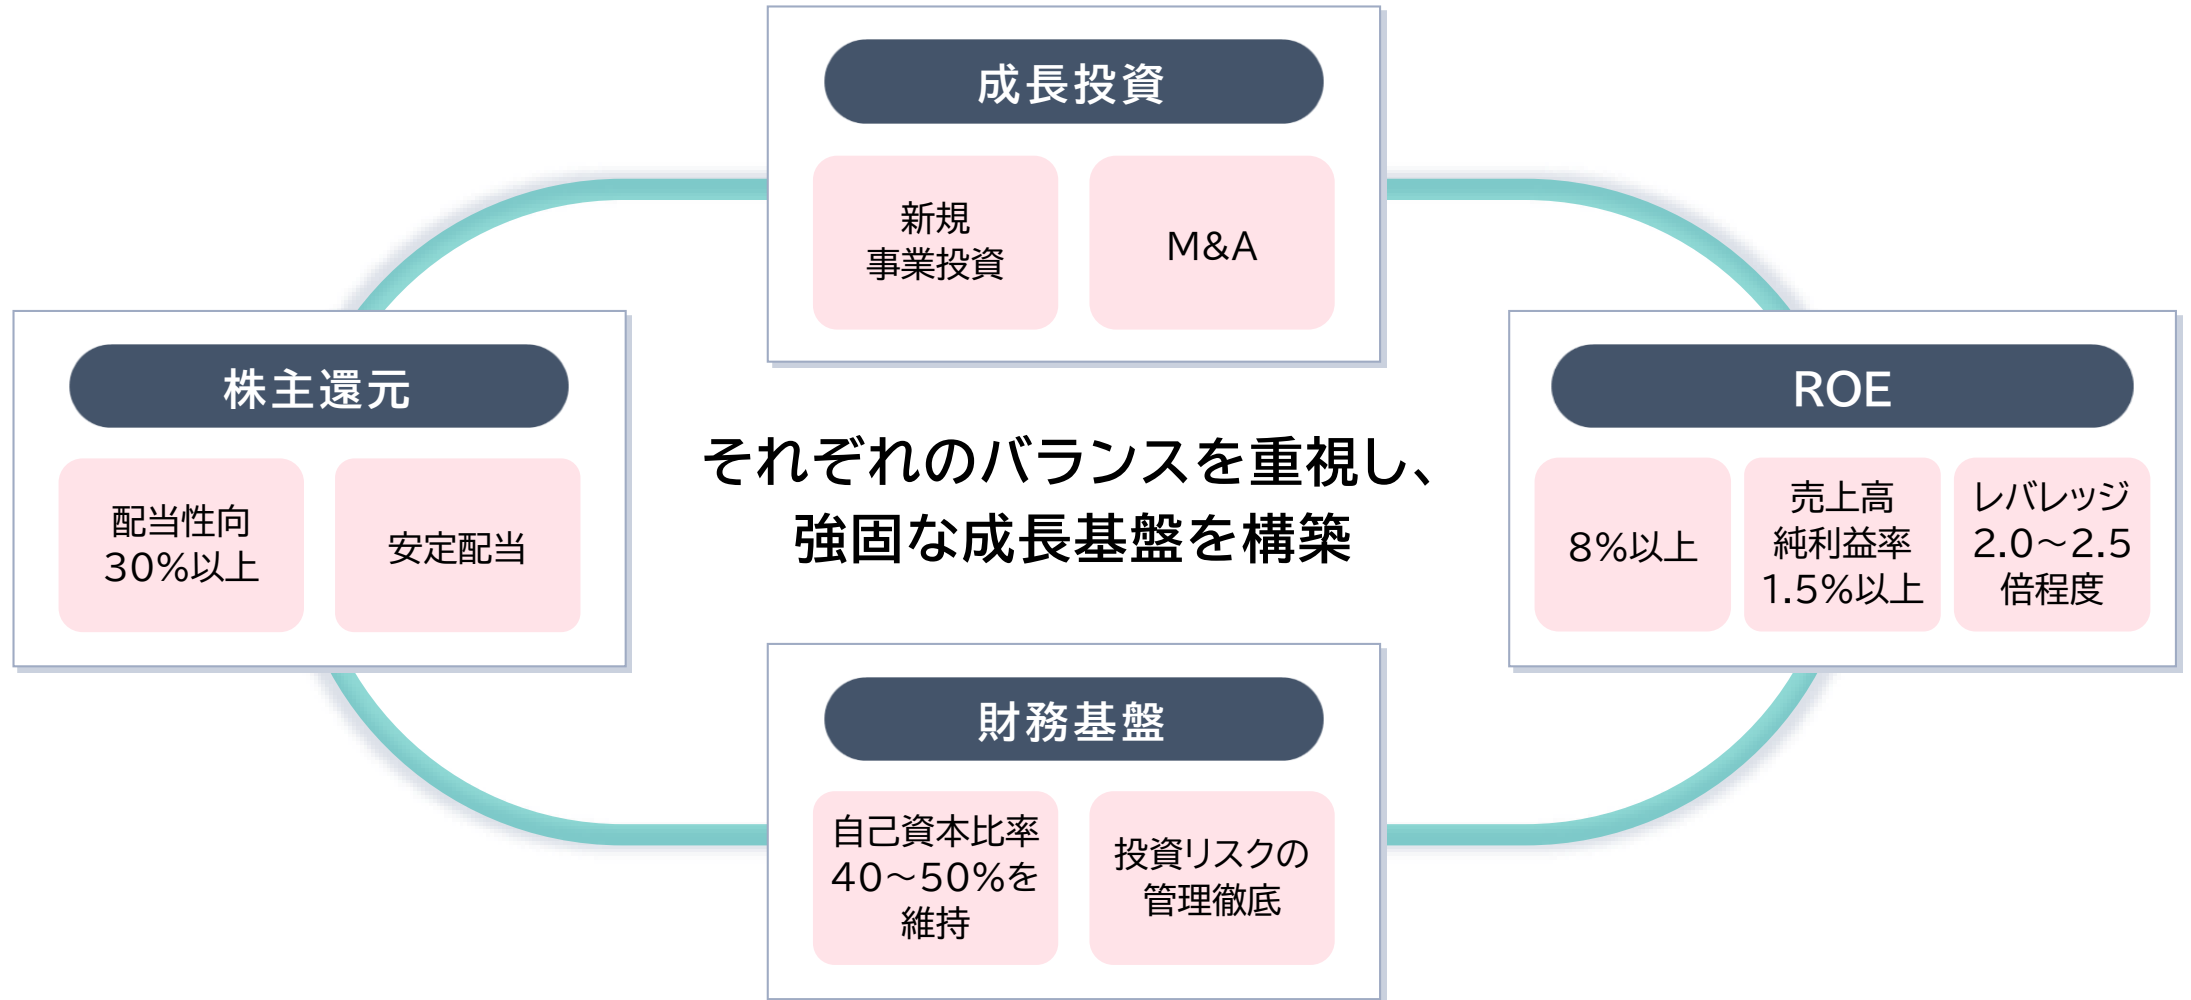 成長投資
新規
事業投資
M&A
株主還元
配当性向
30%以上
安定配当
それぞれのバランスを重視し、
強固な成長基盤を構築
ROE
8%以上
売上高
純利益率
1.5%以上
レバレッジ
2.0～2.5
倍程度
財務基盤
自己資本比率
40～50%を
維持
投資リスクの
管理徹底